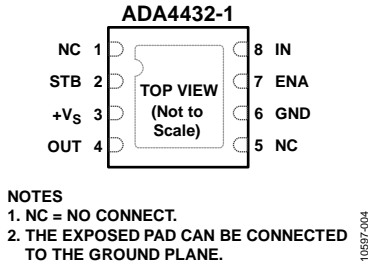 ADA4432-1
NC 1
STB 2
+VS 3
OUT 4
TOP VIEW
(Not to
Scale)
8 IN
7 ENA
6 GND
5 NC
NOTES
1. NC = NO CONNECT.
2. THE EXPOSED PAD CAN BE CONNECTED
TO THE GROUND PLANE.
10597-004